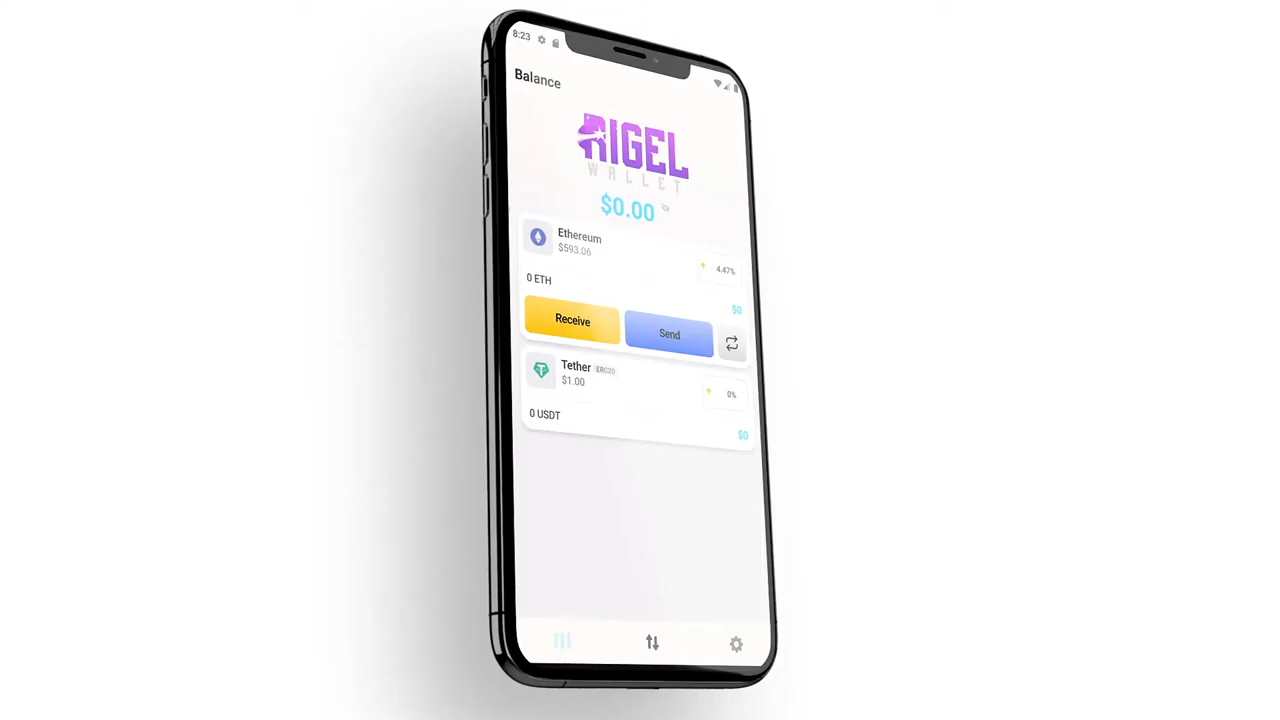 8:23
Balance
RIGEL
WALLET
$0.00
Ethereum
$593.06
4.47%
0 ETH
$0
Receive
Send
Tether ERC20
$1.00
0%
0 USDT
$0